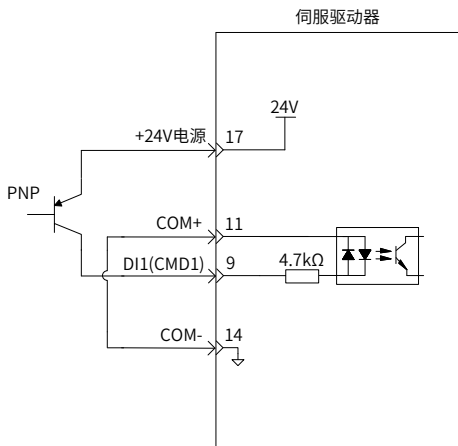 伺服驱动器
24V
+24V电源
17
PNP
COM+
11
DI1(CMD1)
9
4.7kΩ
COM-
14